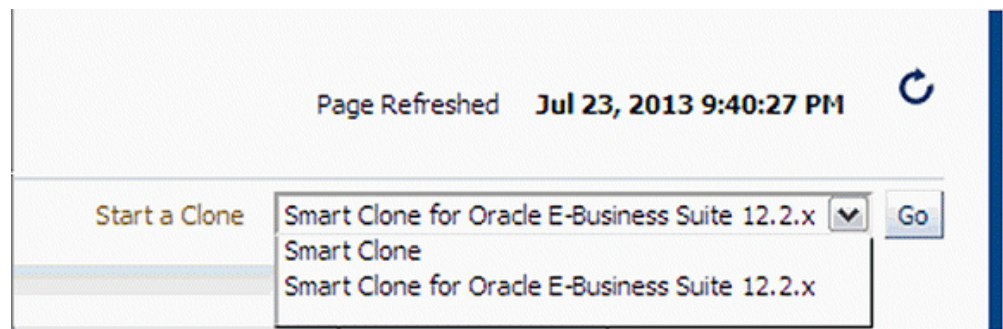 Page Refreshed Jul 23, 2013 9:40:27 PM
Start a Clone Smart Clone for Oracle E-Business Suite 12.2.x Go
Smart Clone
Smart Clone for Oracle E-Business Suite 12.2.x